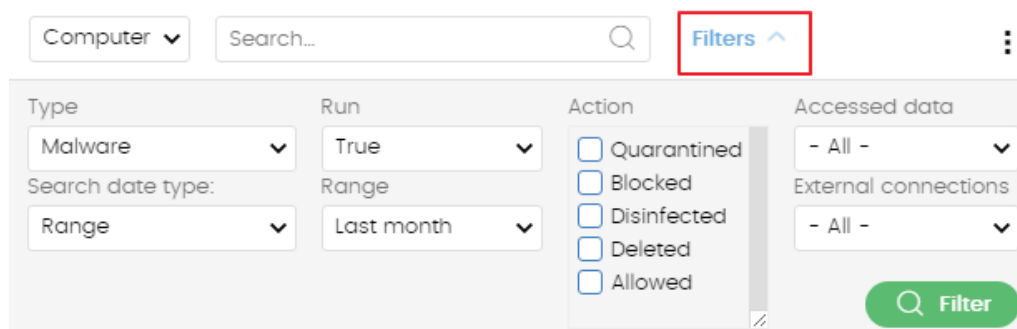 Computer Search... Filters
Type Run Action Accessed data
Malware True Quarantined - All -
Search date type: Range Blocked External connections
Range Last month Disinfected - All -
Deleted
Allowed
Filter